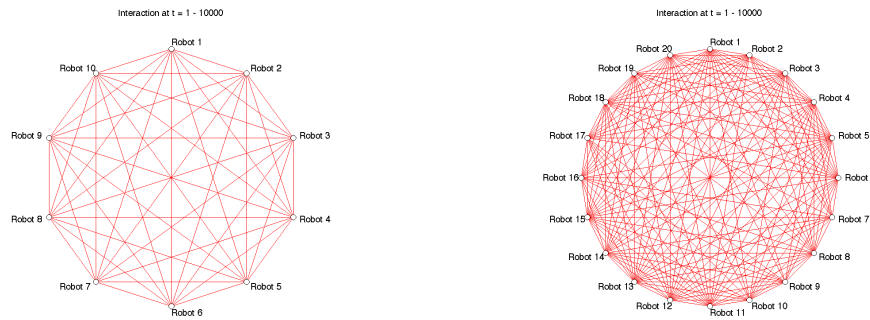 Interaction at t = 1 - 10000
Robot 1
Robot 10
Robot 2
Robot 9
Robot 3
Robot 8
Robot 4
Robot 7
Robot 5
Robot 6
Interaction at t = 1 - 10000
Robot 20
Robot 1
Robot 2
Robot 19
Robot 3
Robot 18
Robot 4
Robot 17
Robot 5
Robot 16
Robot
Robot 15
Robot 7
Robot 14
Robot 8
Robot 13
Robot 9
Robot 12
Robot 10
Robot 11